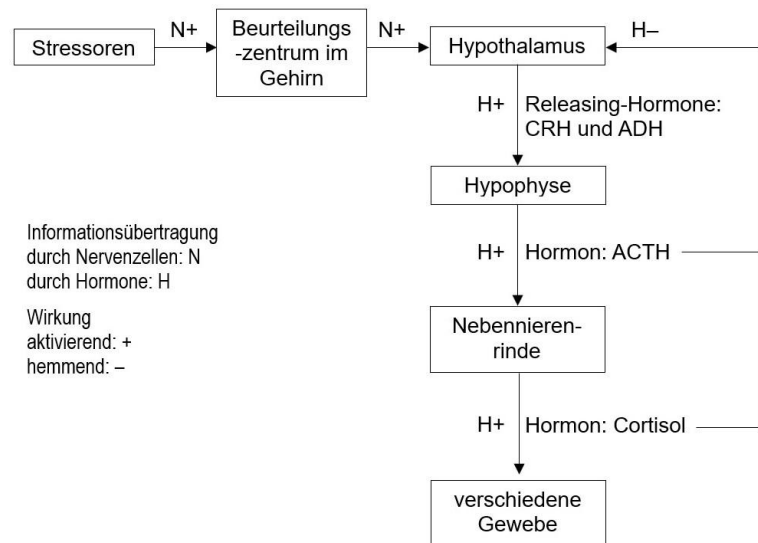 Stressoren
N+
Beurteilungs
-zentrum im
Gehirn
N+
Hypothalamus
H–
H+
Releasing-Hormone:
CRH und ADH
Hypophyse
Informationsübertragung
durch Nervenzellen: N
durch Hormone: H
Wirkung
aktivierend: +
hemmend: –
H+
Hormon: ACTH
Nebennieren-
rinde
H+
Hormon: Cortisol
verschiedene
Gewebe